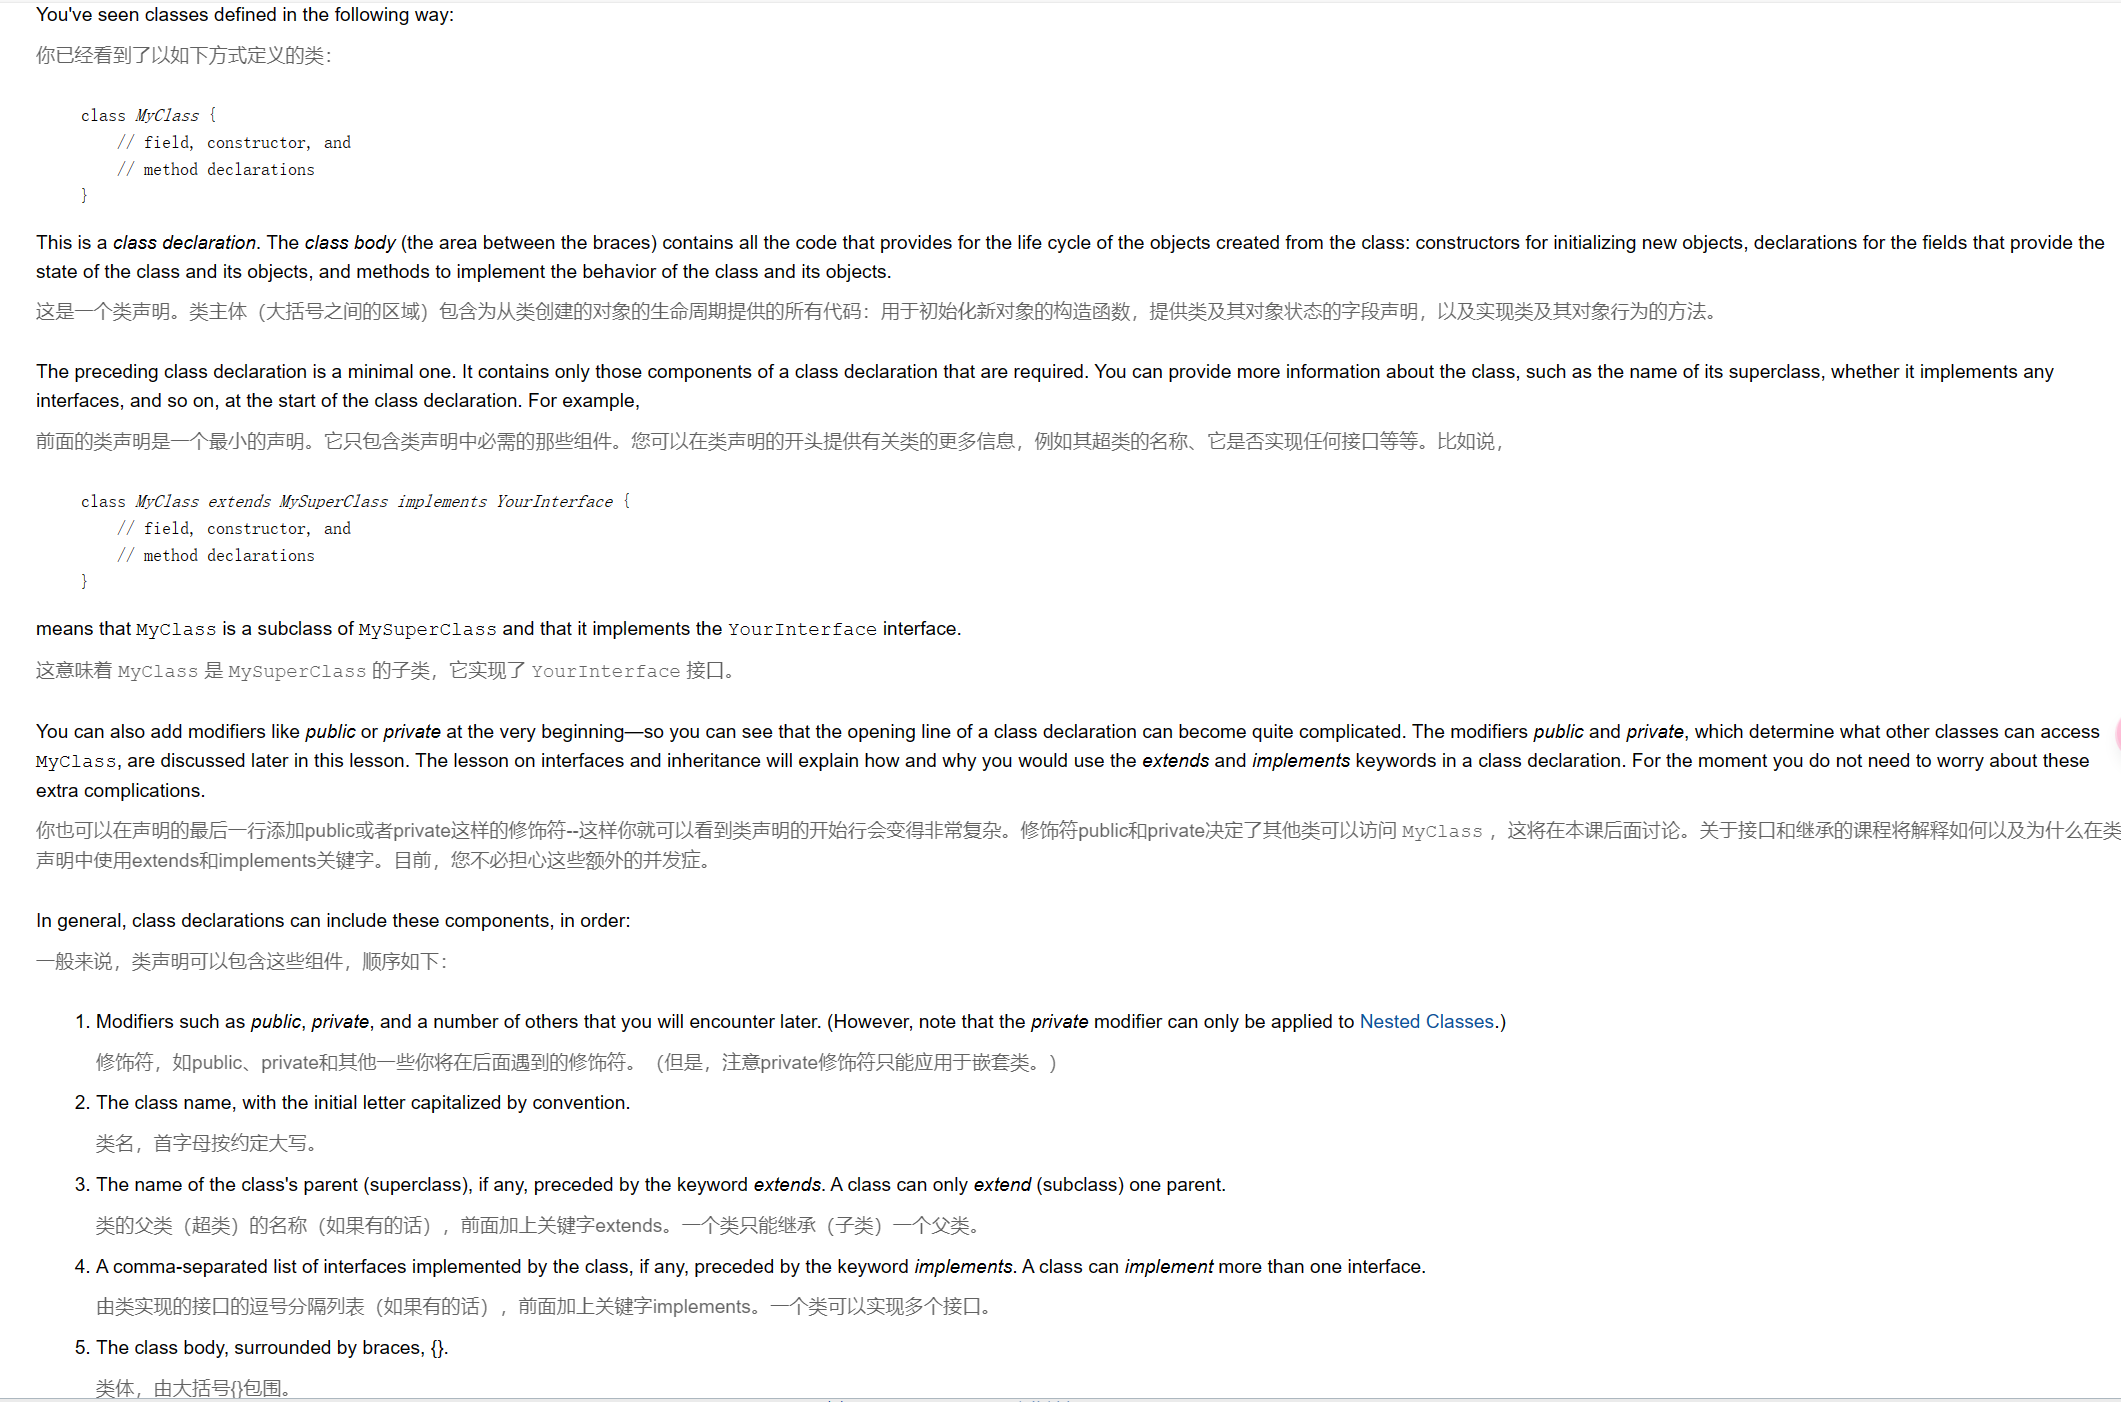 You've seen classes defined in the following way:
你已经看到了以如下方式定义的类：
class MyClass {
// field, constructor, and
// method declarations
}
This is a class declaration. The class body (the area between the braces) contains all the code that provides for the life cycle of the objects created from the class: constructors for initializing new objects, declarations for the fields that provide the
state of the class and its objects, and methods to implement the behavior of the class and its objects.
这是一个类声明。类主体（大括号之间的区域）包含为从类创建的对象的生命周期提供的所有代码：用于初始化新对象的构造函数，提供类及其对象状态的字段声明，以及实现类及其对象行为的方法。
The preceding class declaration is a minimal one. It contains only those components of a class declaration that are required. You can provide more information about the class, such as the name of its superclass, whether it implements any
interfaces, and so on, at the start of the class declaration. For example,
前面的类声明是一个最小的声明。它只包含类声明中必需的那些组件。您可以在类声明的开头提供有关类的更多信息，例如其超类的名称、它是否实现任何接口等等。比如说，
class MyClass extends MySuperClass implements YourInterface {
// field, constructor, and
// method declarations
}
means that MyClass is a subclass of MySuperClass and that it implements the YourInterface interface.
这意味着 MyClass 是 MySuperClass 的子类，它实现了 YourInterface 接口。
You can also add modifiers like public or private at the very beginning—so you can see that the opening line of a class declaration can become quite complicated. The modifiers public and private, which determine what other classes can access
MyClass, are discussed later in this lesson. The lesson on interfaces and inheritance will explain how and why you would use the extends and implements keywords in a class declaration. For the moment you do not need to worry about these
extra complications.
你也可以在声明的最后一行添加public或者private这样的修饰符--这样你就可以看到类声明的开始行会变得非常复杂。修饰符public和private决定了其他类可以访问 MyClass ，这将在本课后面讨论。关于接口和继承的课程将解释如何以及为什么在类
声明中使用extends和implements关键字。目前，您不必担心这些额外的并发症。
In general, class declarations can include these components, in order:
一般来说，类声明可以包含这些组件，顺序如下：
1. Modifiers such as public, private, and a number of others that you will encounter later. (However, note that the private modifier can only be applied to Nested Classes.)
修饰符，如public、private和其他一些你将在后面遇到的修饰符。（但是，注意private修饰符只能应用于嵌套类。）
2. The class name, with the initial letter capitalized by convention.
类名，首字母按约定大写。
3. The name of the class's parent (superclass), if any, preceded by the keyword extends. A class can only extend (subclass) one parent.
类的父类（超类）的名称（如果有的话），前面加上关键字extends。一个类只能继承（子类）一个父类。
4. A comma-separated list of interfaces implemented by the class, if any, preceded by the keyword implements. A class can implement more than one interface.
由类实现的接口的逗号分隔列表（如果有的话），前面加上关键字implements。一个类可以实现多个接口。
5. The class body, surrounded by braces, {}.
类体，由大括号{}包围。